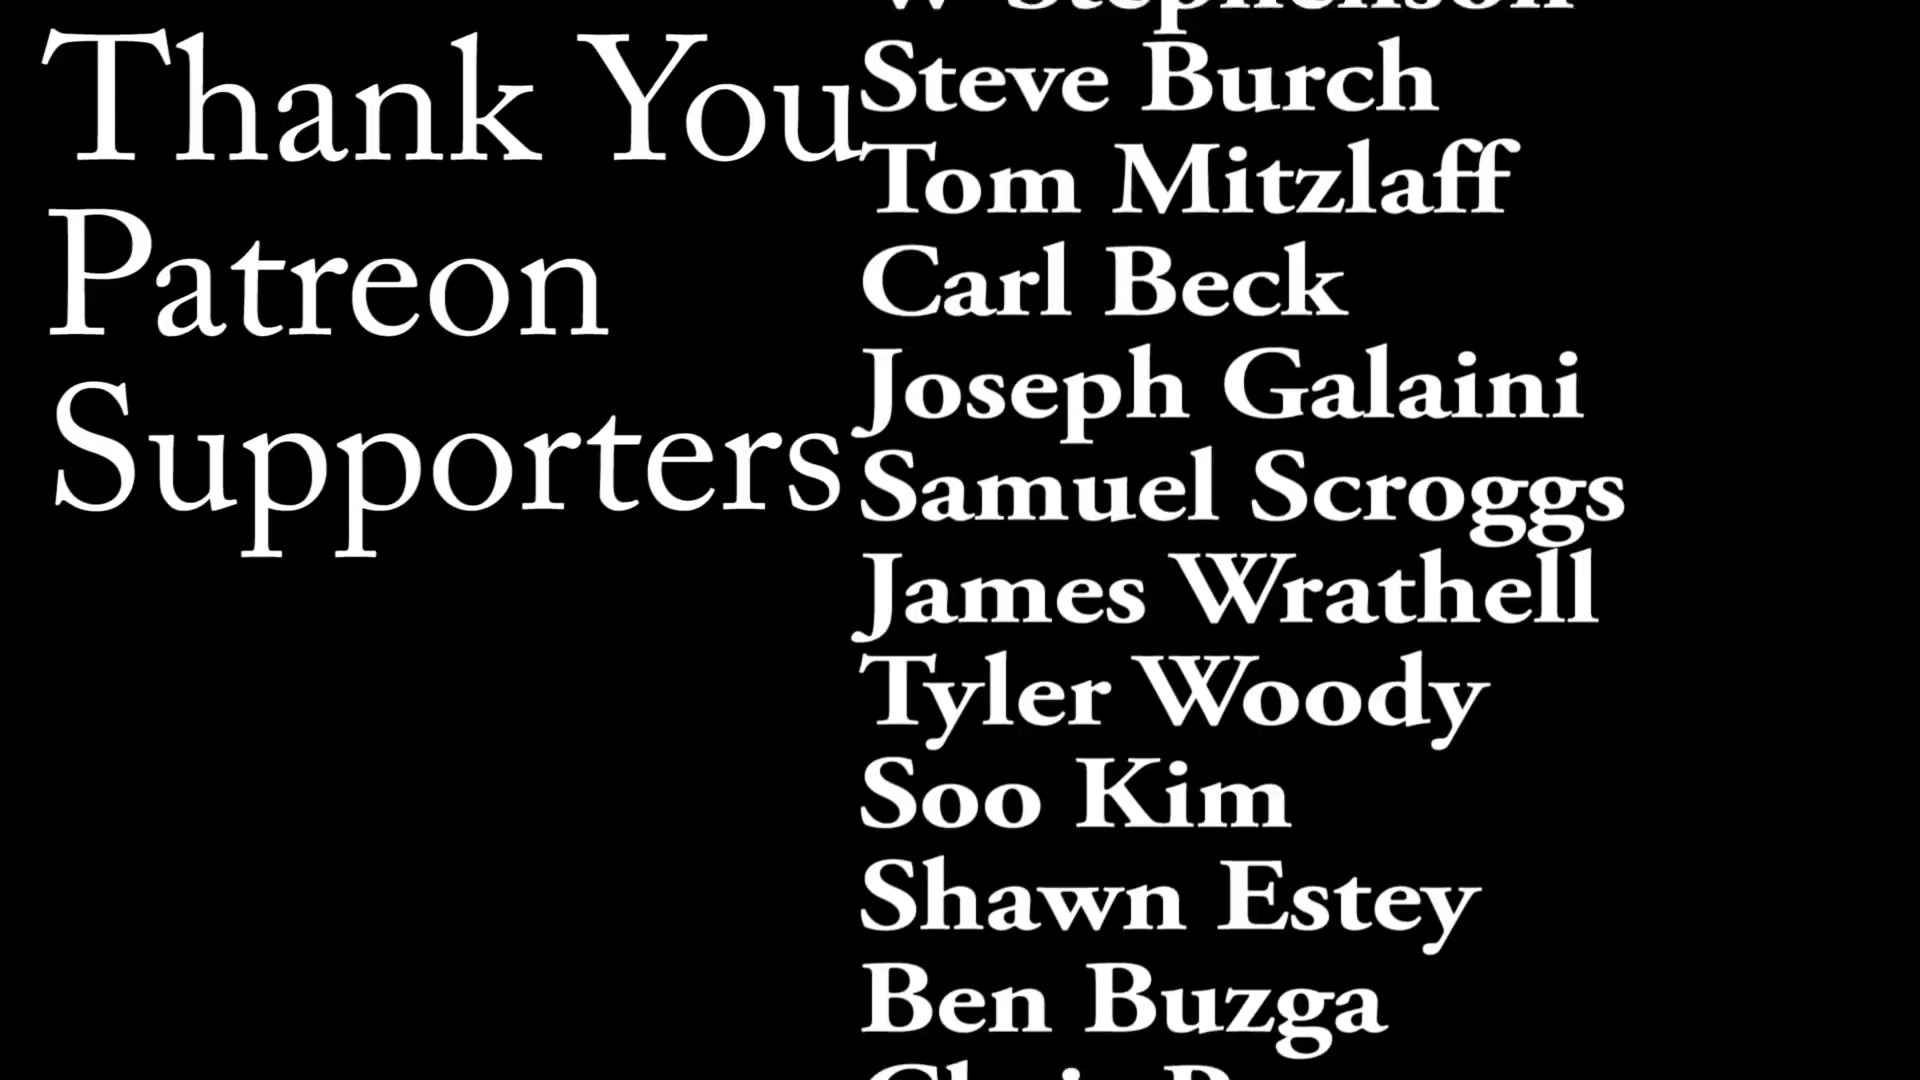 Thank You
Patreon
Supporters
W Stephenson
Steve Burch
Tom Mitzlaff
Carl Beck
Joseph Galaini
Samuel Scroggs
James Wrathell
Tyler Woody
Soo Kim
Shawn Estey
Ben Buzga